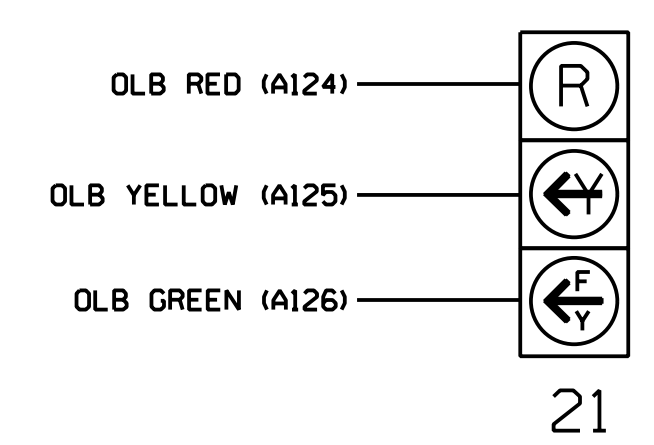 OLB RED (A124) R
OLB YELLOW (A125) Y
OLB GREEN (A126) F
Y
21